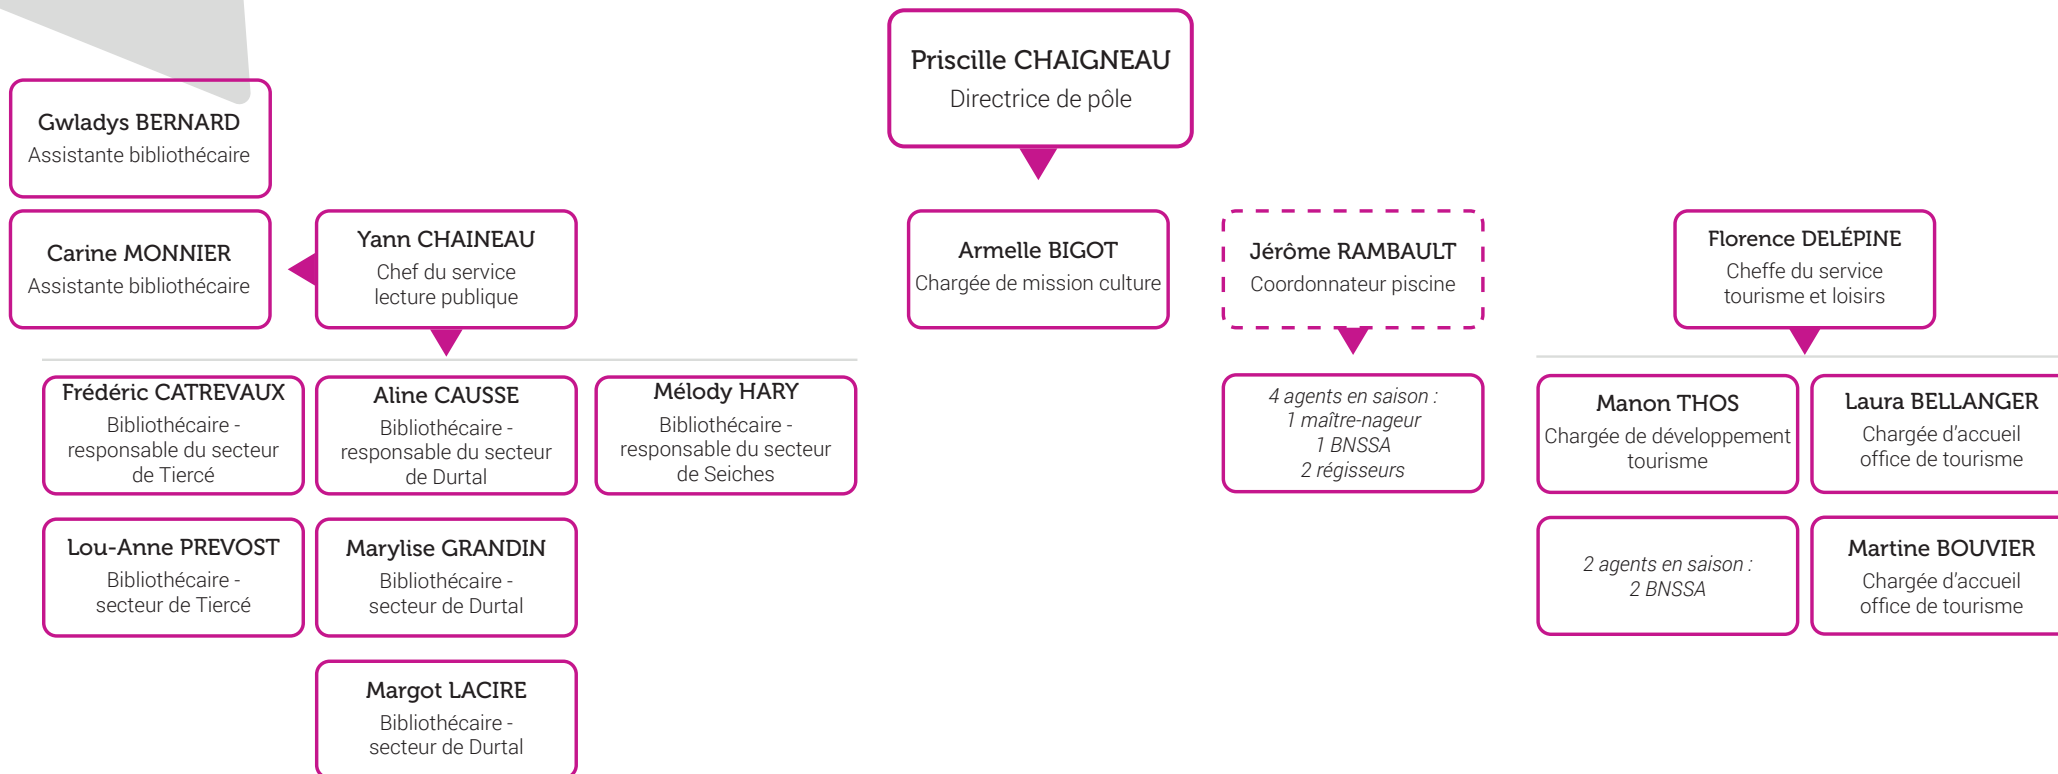 Priscille CHAIGNEAU
Directrice de pôle
Gwladys BERNARD
Assistante bibliothécaire
Carine MONNIER
Assistante bibliothécaire
Yann CHAINEAU
Chef du service
lecture publique
Armelle BIGOT
Chargée de mission culture
Jérôme RAMBAULT
Coordonnateur piscine
Florence DELÉPINE
Cheffe du service
tourisme et loisirs
Frédéric CATREVAUX
Bibliothécaire -
responsable du secteur
de Tiercé
Aline CAUSSE
Bibliothécaire -
responsable du secteur
de Durtal
Mélody HARY
Bibliothécaire -
responsable du secteur
de Seiches
4 agents en saison :
1 maître-nageur
1 BNSSA
2 régisseurs
Manon THOS
Chargée de développement
tourisme
Laura BELLANGER
Chargée d'accueil
office de tourisme
Lou-Anne PREVOST
Bibliothécaire -
secteur de Tiercé
Marylise GRANDIN
Bibliothécaire -
secteur de Durtal
2 agents en saison :
2 BNSSA
Martine BOUVIER
Chargée d'accueil
office de tourisme
Margot LACIRE
Bibliothécaire -
secteur de Durtal